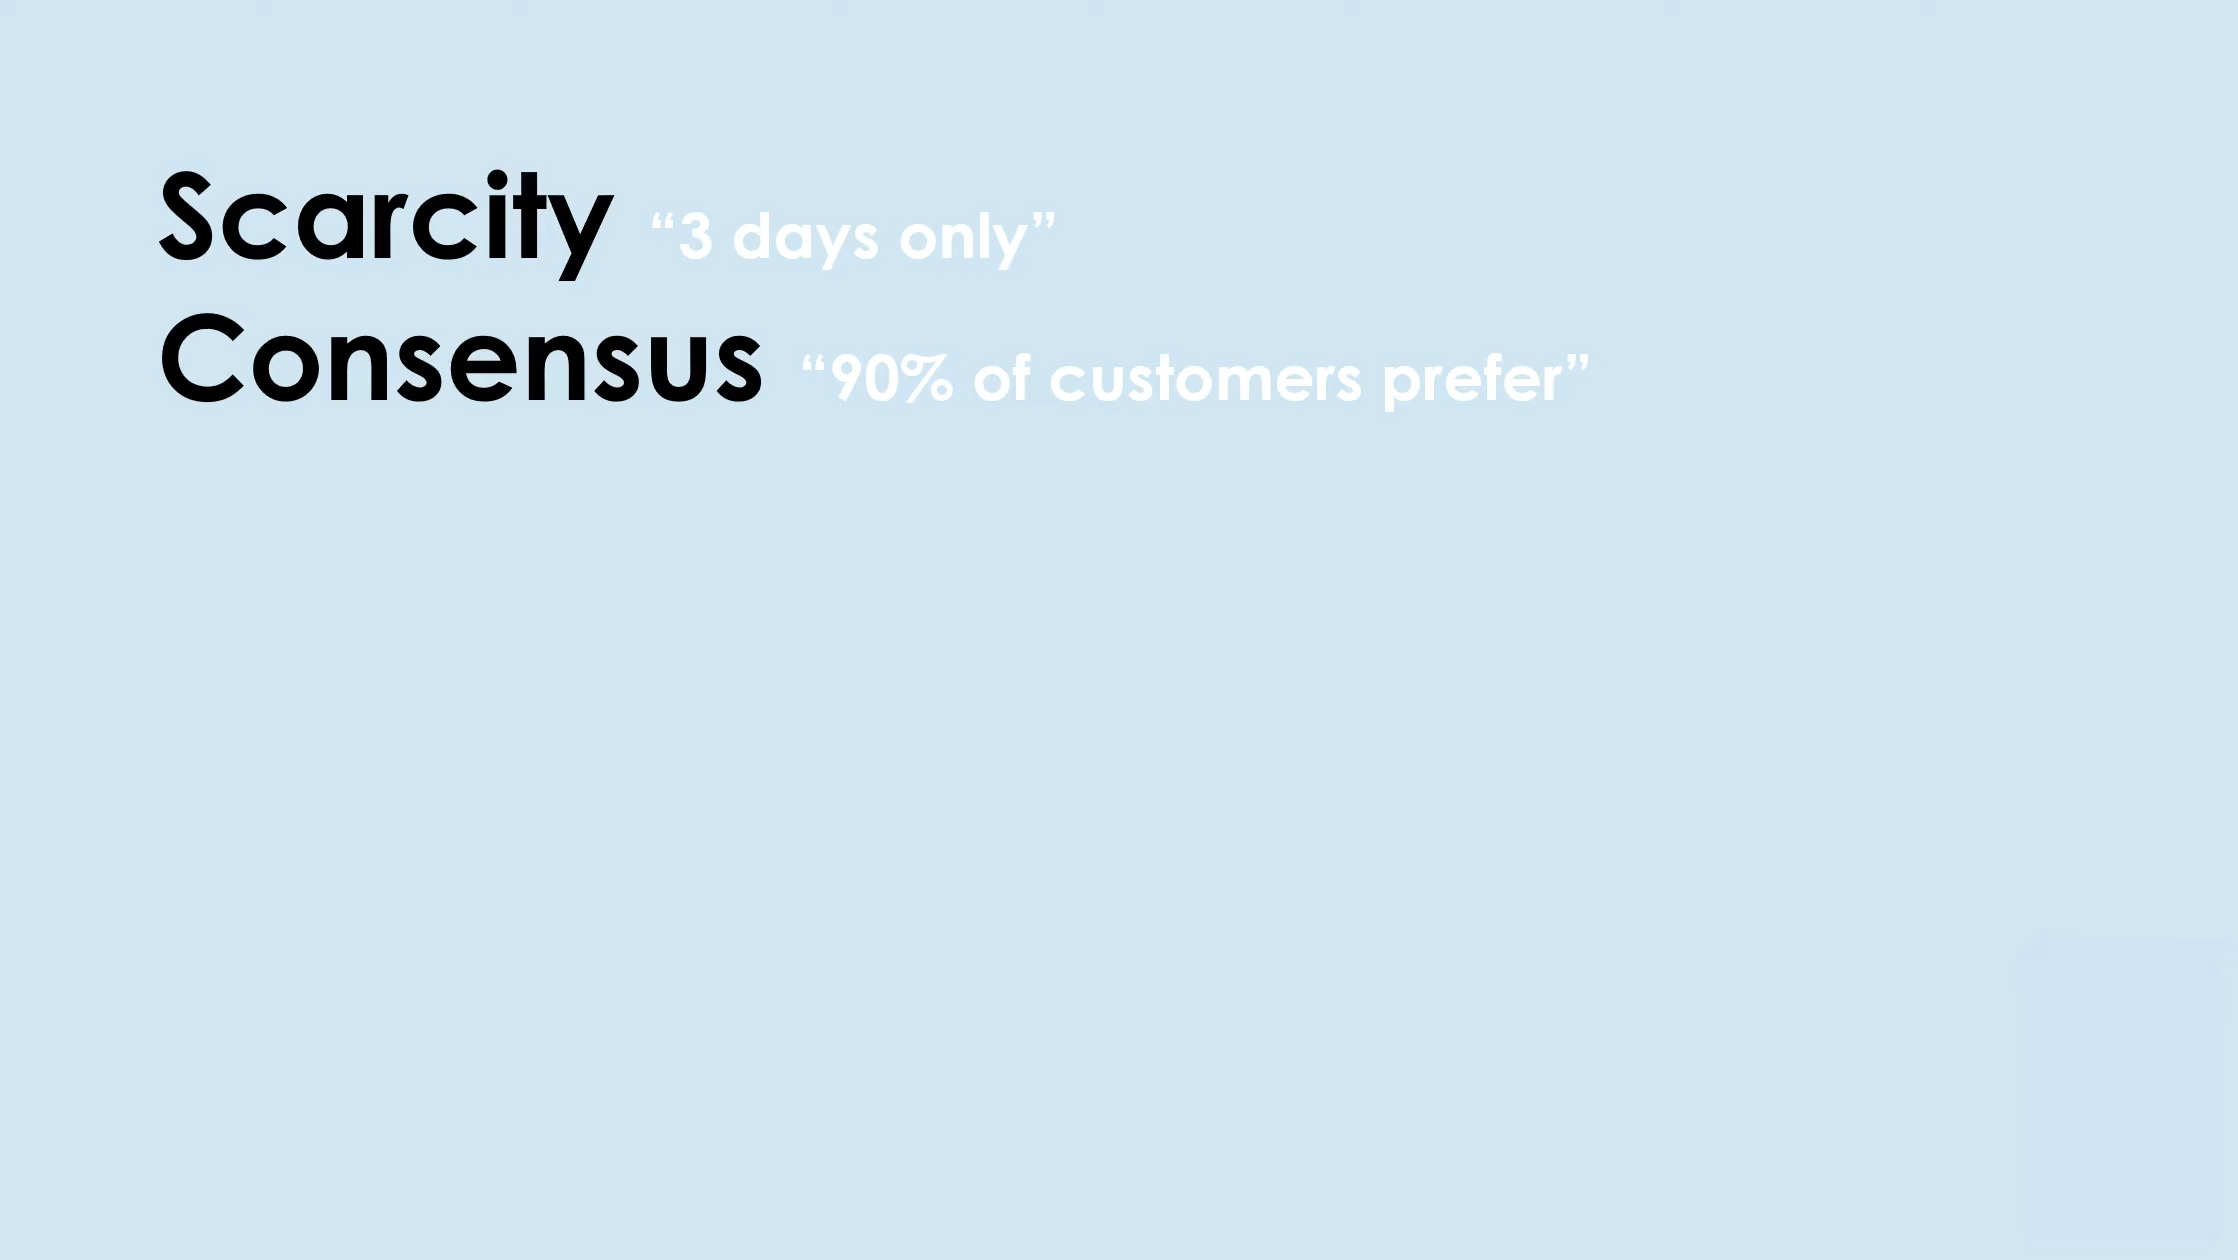 Scarcity “3 days only”
Consensus “90% of customers prefer”